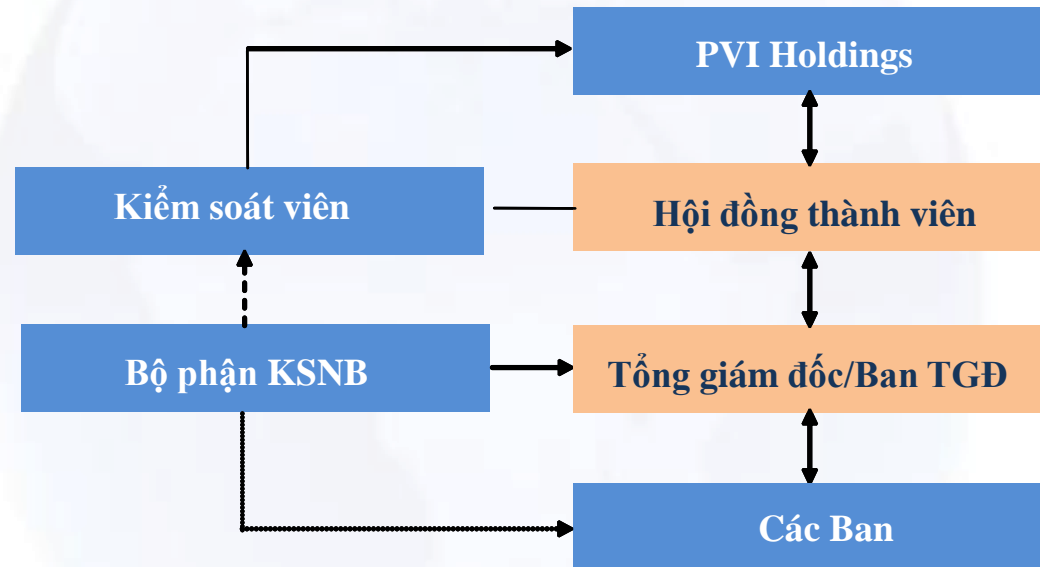 PVI Holdings
Kiểm soát viên
Hội đồng thành viên
Bộ phận KSNB
Tổng giám đốc/Ban TGĐ
Các Ban